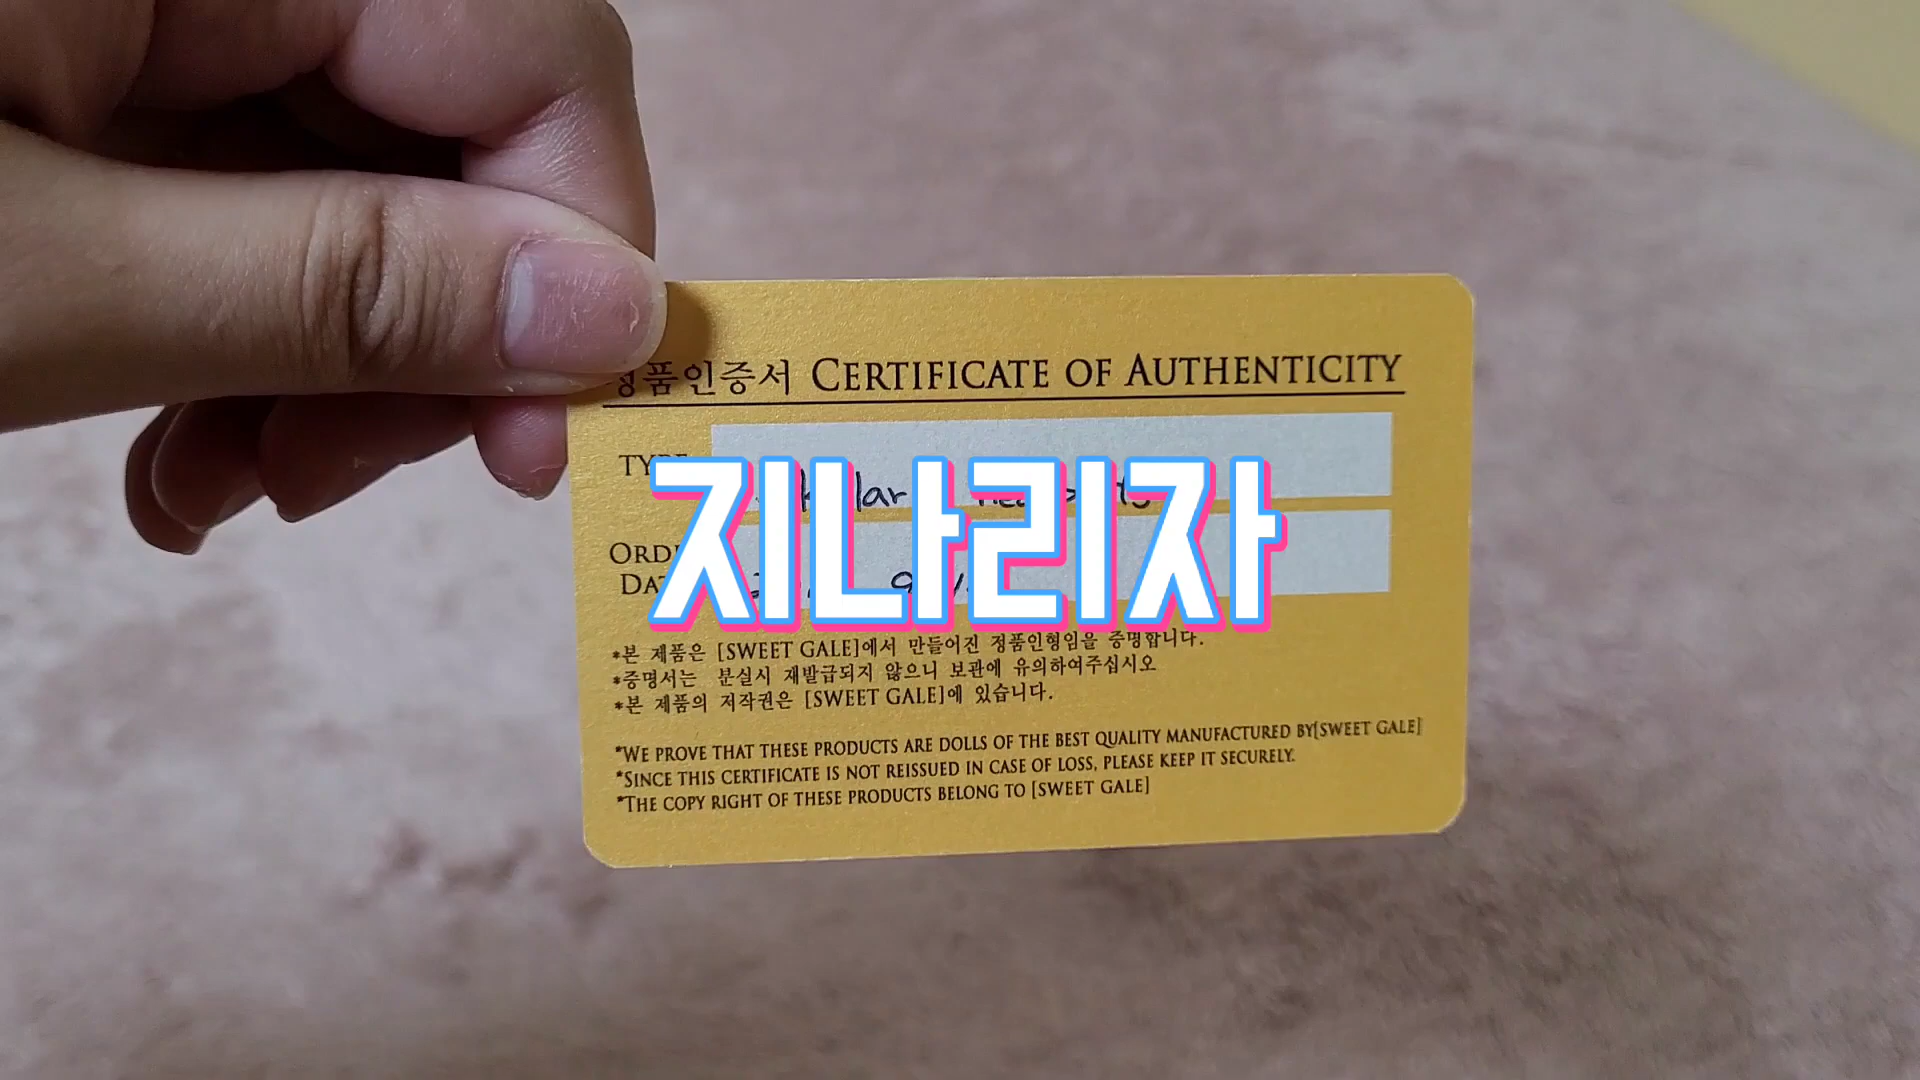 정품인증서 CERTIFICATE OF AUTHENTICITY
지나리자
*본 제품은 [SWEET GALE]에서 만들어진 정품인형임을 증명합니다.
*증명서는 분실시 재발급되지 않으니 보관에 유의하여주십시오
*본 제품의 저작권은 [SWEET GALE]에 있습니다.
*WE PROVE THAT THESE PRODUCTS ARE DOLLS OF THE BEST QUALITY MANUFACTURED BY[SWEET GALE]
*SINCE THIS CERTIFICATE IS NOT REISSUED IN CASE OF LOSS, PLEASE KEEP IT SECURELY.
*THE COPY RIGHT OF THESE PRODUCTS BELONG TO [SWEET GALE]